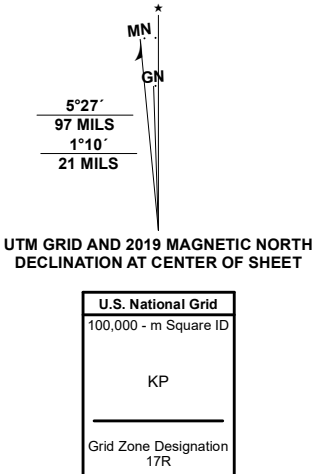 MN
GN
5°27´
97 MILS
1°10´
21 MILS
UTM GRID AND 2019 MAGNETIC NORTH
DECLINATION AT CENTER OF SHEET
U.S. National Grid
100,000 - m Square ID
KP
Grid Zone Designation
17R